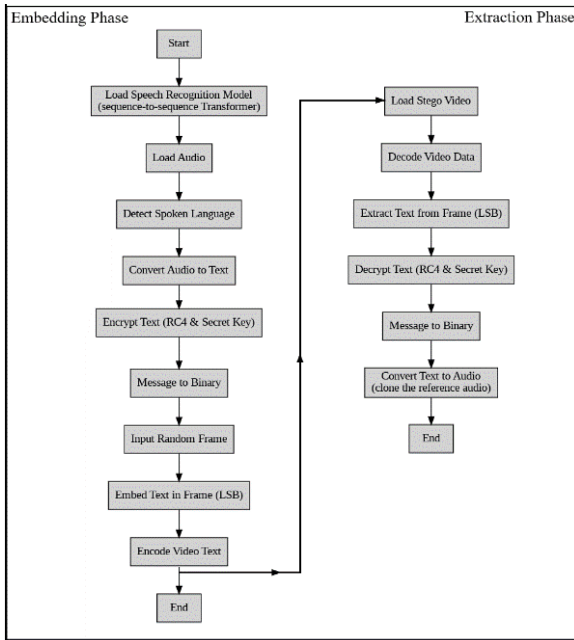 Embedding Phase
Start
Load Speech Recognition Model
(sequence-to-sequence Transformer)
Load Audio
Detect Spoken Language
Convert Audio to Text
Encrypt Text (RC4 & Secret Key)
Message to Binary
Input Random Frame
Embed Text in Frame (LSB)
Encode Video Text
End
Extraction Phase
Load Stego Video
Decode Video Data
Extract Text from Frame (LSB)
Decrypt Text (RC4 & Secret Key)
Message to Binary
Convert Text to Audio
(clone the reference audio)
End